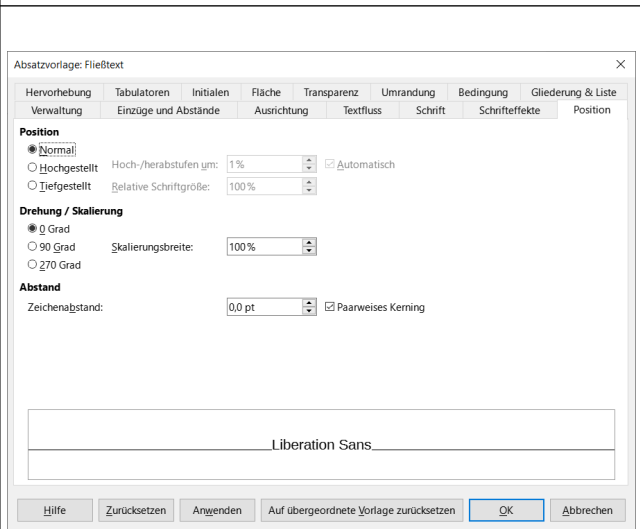 Absatzvorlage: Fließtext
Hervorhebung Tabulatoren Initialen Fläche Transparenz Umrandung Bedingung Gliederung & Liste
Verwaltung Einzüge und Abstände Ausrichtung Textfluss Schrift Schrifteffekte Position
Position
Normal
Hochgestellt Hoch-/herabstufen um: 1% Automatisch
Tiefgestellt Relative Schriftgröße: 100%
Drehung / Skalierung
0 Grad
90 Grad Skalierungsbreite: 100%
270 Grad
Abstand
Zeichenabstand: 0,0 pt Paarweises Kerning
Liberation Sans
Hilfe Zurücksetzen Anwenden Auf übergeordnete Vorlage zurücksetzen OK Abbrechen